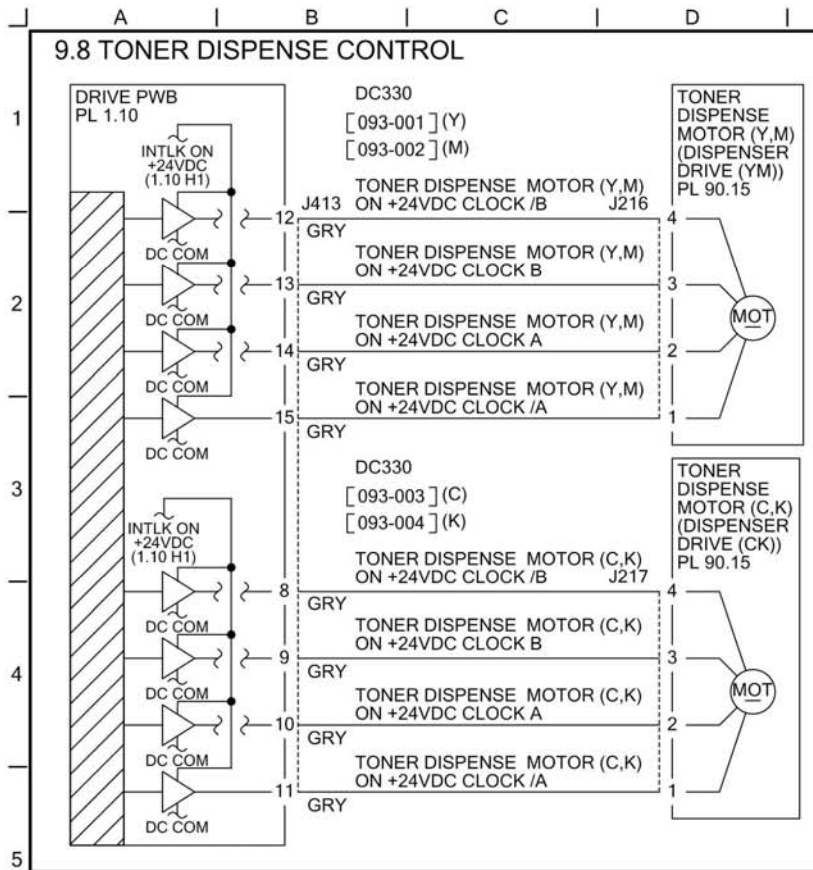 A B C D
9.8 TONER DISPENSE CONTROL
1
2
3
4
5
DRIVE PWB
PL 1.10
INTLK ON
+24VDC
(1.10 H1)
DC COM
DC COM
DC COM
DC COM
DC330
[093-001] (Y)
[093-002] (M)
J413
J216
TONER DISPENSE MOTOR (Y,M)
ON +24VDC CLOCK /B
12 GRY 4
TONER DISPENSE MOTOR (Y,M)
ON +24VDC CLOCK B
13 GRY 3
TONER DISPENSE MOTOR (Y,M)
ON +24VDC CLOCK A
14 GRY 2
TONER DISPENSE MOTOR (Y,M)
ON +24VDC CLOCK /A
15 GRY 1
TONER
DISPENSE
MOTOR (Y,M)
(DISPENSER
DRIVE (YM))
PL 90.15
MOT
INTLK ON
+24VDC
(1.10 H1)
DC COM
DC COM
DC COM
DC COM
DC330
[093-003] (C)
[093-004] (K)
J217
TONER DISPENSE MOTOR (C,K)
ON +24VDC CLOCK /B
8 GRY 4
TONER DISPENSE MOTOR (C,K)
ON +24VDC CLOCK B
9 GRY 3
TONER DISPENSE MOTOR (C,K)
ON +24VDC CLOCK A
10 GRY 2
TONER DISPENSE MOTOR (C,K)
ON +24VDC CLOCK /A
11 GRY 1
TONER
DISPENSE
MOTOR (C,K)
(DISPENSER
DRIVE (CK))
PL 90.15
MOT